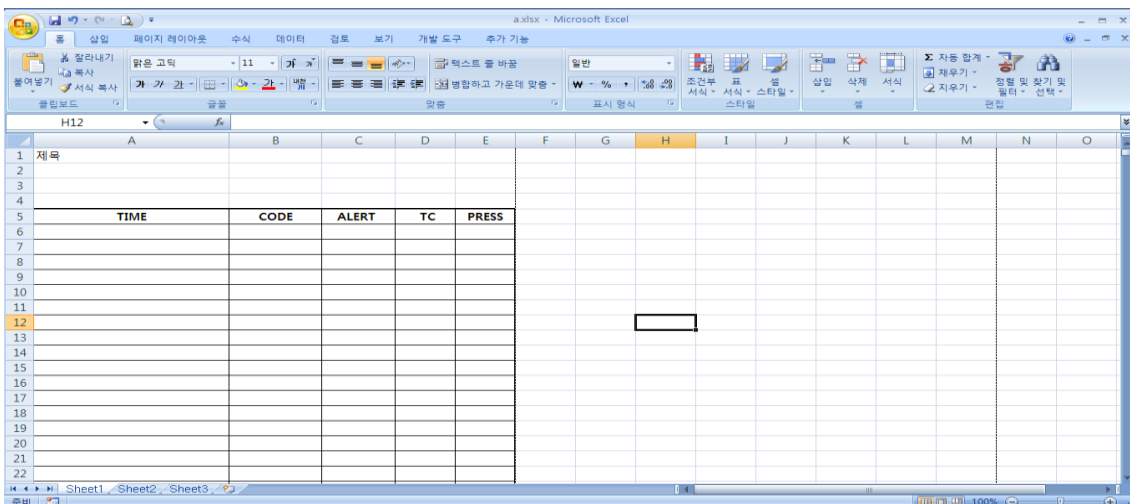 a.xlsx - Microsoft Excel
홈 삽입 페이지 레이아웃 수식 데이터 검토 보기 개발 도구 추가 기능
붙여넣기
잘라내기
복사
서식 복사
클립보드
맑은 고딕 11
가 가 가
글꼴
텍스트 줄 바꿈
병합하고 가운데 맞춤
맞춤
일반
₩ % ,
표시 형식
조건부 서식
표 서식
셀 스타일
스타일
삽입 삭제 서식
셀
Σ 자동 합계
채우기
지우기
정렬 및 필터
찾기 및 선택
편집
H12 fx
A B C D E F G H I J K L M N O
1 제목
2
3
4
5 TIME CODE ALERT TC PRESS
6
7
8
9
10
11
12
13
14
15
16
17
18
19
20
21
22
Sheet1 Sheet2 Sheet3
준비 100%